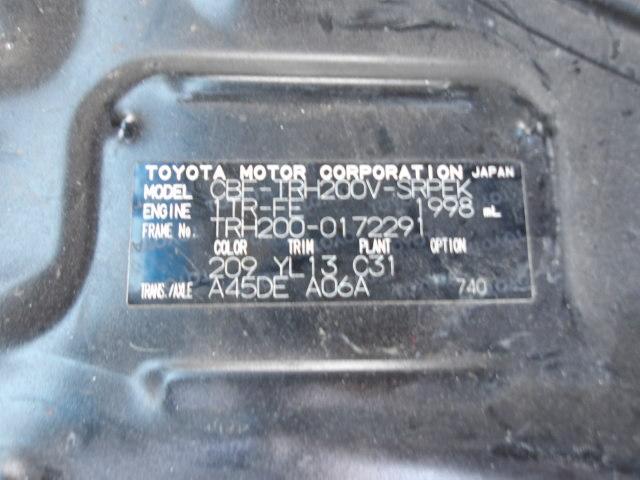 TOYOTA MOTOR CORPORATION JAPAN
MODEL CBF-TRH200V-SRPEK
ENGINE 1TR-FE 1998 mL
FRAME No. TRH200-0172291
COLOR TRIM PLANT OPTION
209 YL13 C31
TRANS./AXLE A45DE A06A 740